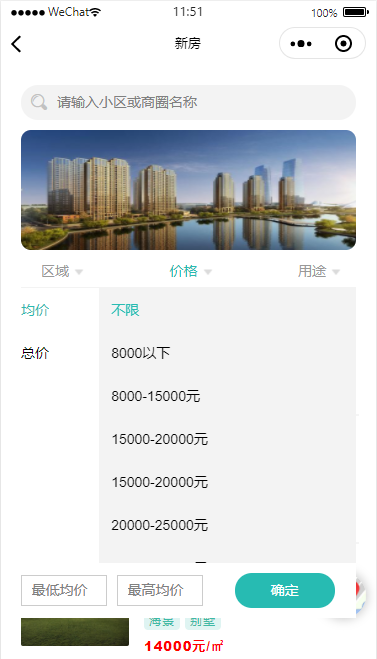 WeChat 11:51 100%
新房
请输入小区或商圈名称
区域 价格 用途
均价 不限
总价 8000以下
8000-15000元
15000-20000元
15000-20000元
20000-25000元
最低均价 最高均价 确定
海景 别墅
14000元/㎡